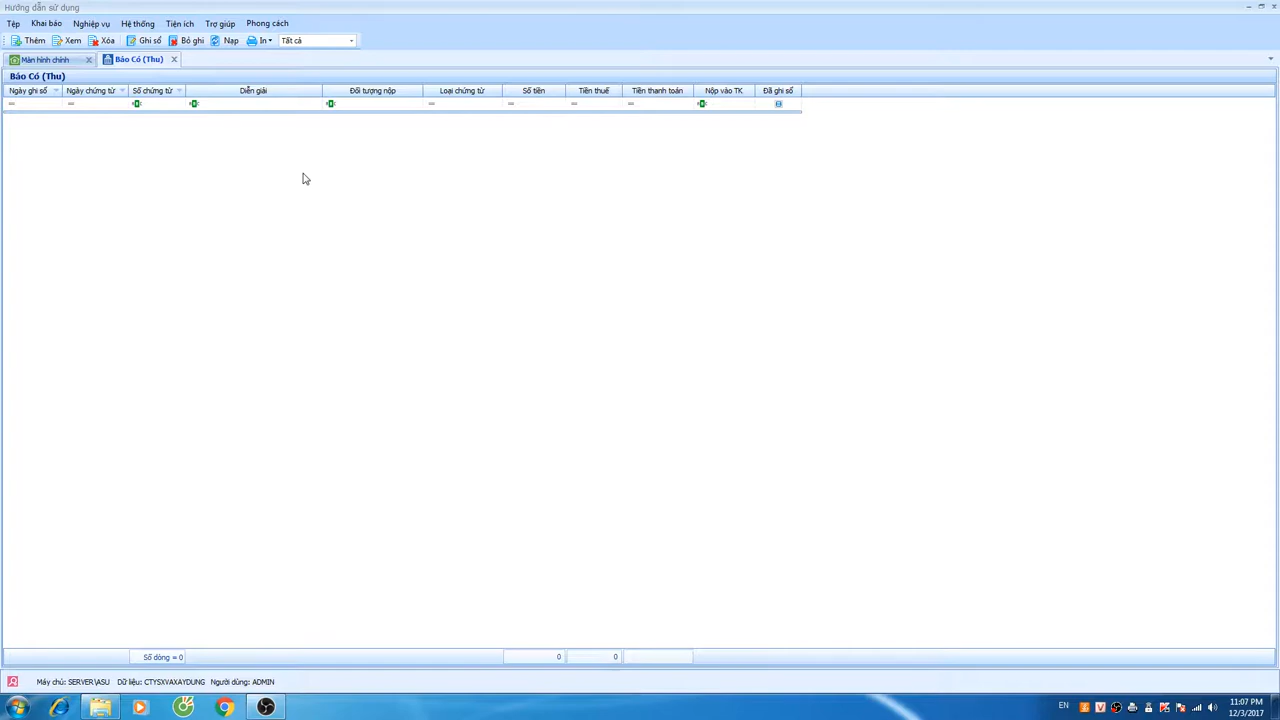 Hướng dẫn sử dụng
Tệp Khai báo Nghiệp vụ Hệ thống Tiện ích Trợ giúp Phong cách
Thêm Xem Xóa Ghi sổ Bỏ ghi Nạp In Tất cả
Màn hình chính Báo Có (Thu)
Báo Có (Thu)
Ngày ghi sổ Ngày chứng từ Số chứng từ Diễn giải Đối tượng nộp Loại chứng từ Số tiền Tiền thuế Tiền thanh toán Nộp vào TK Đã ghi sổ
Số dòng = 0 0 0
Máy chủ: SERVER\ASU Dữ liệu: CTYSXVAXAYDUNG Người dùng: ADMIN
EN 11:07 PM
12/3/2017